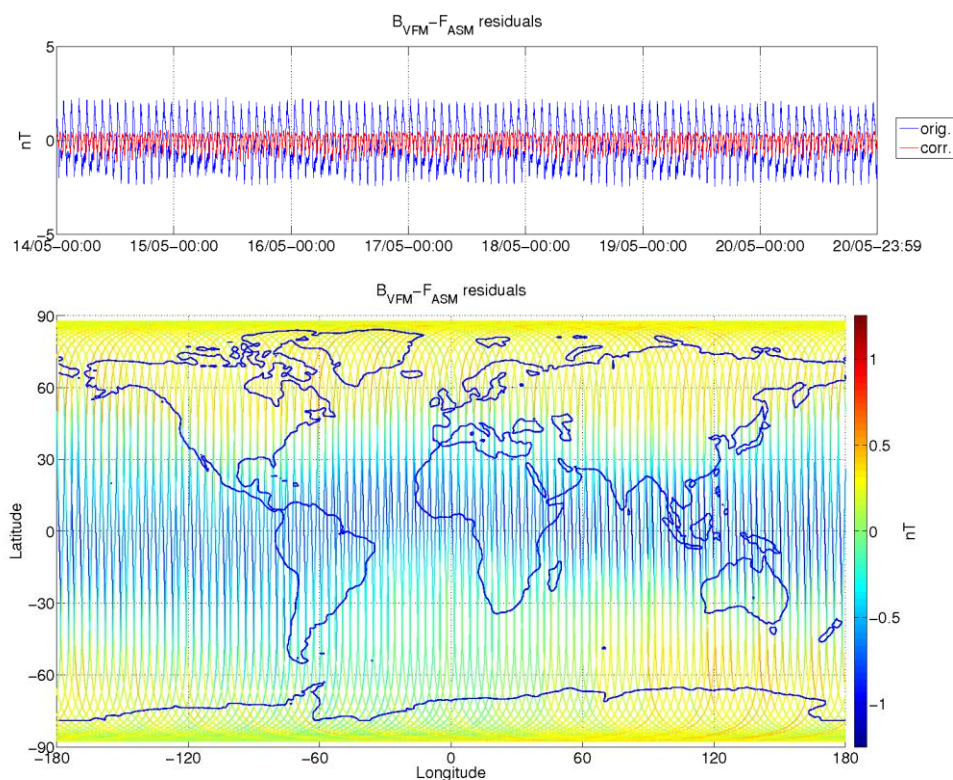 B_VFM−F_ASM residuals
5
0
−5
nT
14/05−00:00 15/05−00:00 16/05−00:00 17/05−00:00 18/05−00:00 19/05−00:00 20/05−00:00 20/05−23:59
orig.
corr.
B_VFM−F_ASM residuals
90
60
30
0
−30
−60
−90
Latitude
−180 −120 −60 0 60 120 180
Longitude
1
0.5
0
−0.5
−1
nT